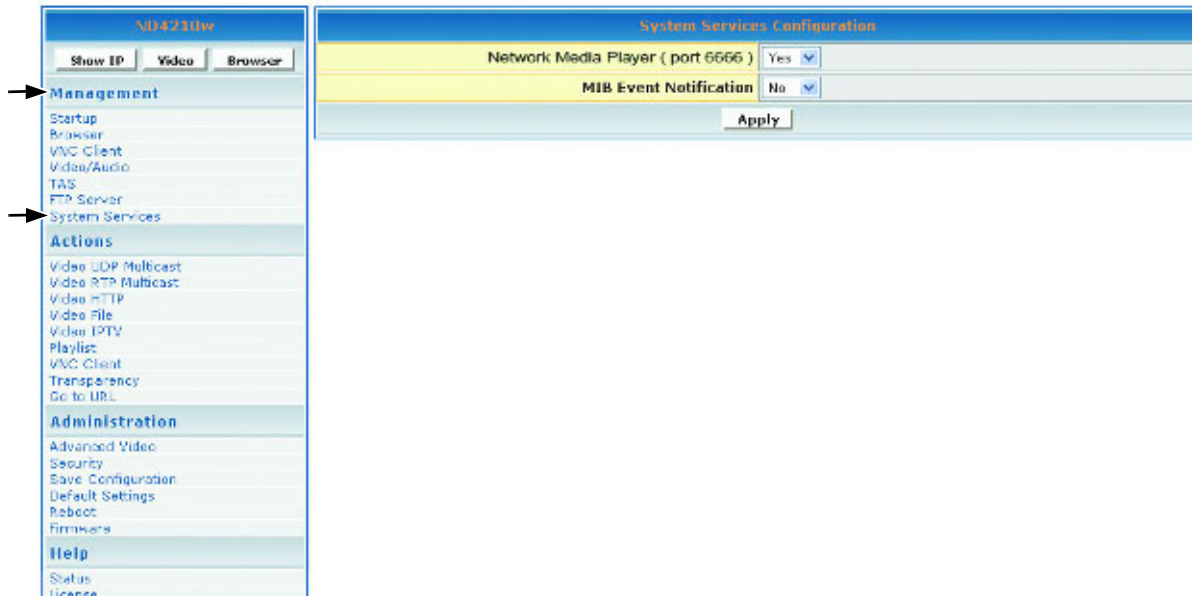 ND4210w
Show IP Video Browser
Management
Startup
Browser
VNC Client
Video/Audio
TAS
FTP Server
System Services
Actions
Video UDP Multicast
Video RTP Multicast
Video HTTP
Video File
Video IPTV
Playlist
VNC Client
Transparency
Go to URL
Administration
Advanced Video
Security
Save Configuration
Default Settings
Reboot
Firmware
Help
Status
License
System Services Configuration
Network Media Player ( port 6666 ) Yes
MIB Event Notification No
Apply